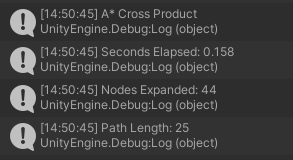 [14:50:45] A* Cross Product
UnityEngine.Debug:Log (object)
[14:50:45] Seconds Elapsed: 0.158
UnityEngine.Debug:Log (object)
[14:50:45] Nodes Expanded: 44
UnityEngine.Debug:Log (object)
[14:50:45] Path Length: 25
UnityEngine.Debug:Log (object)